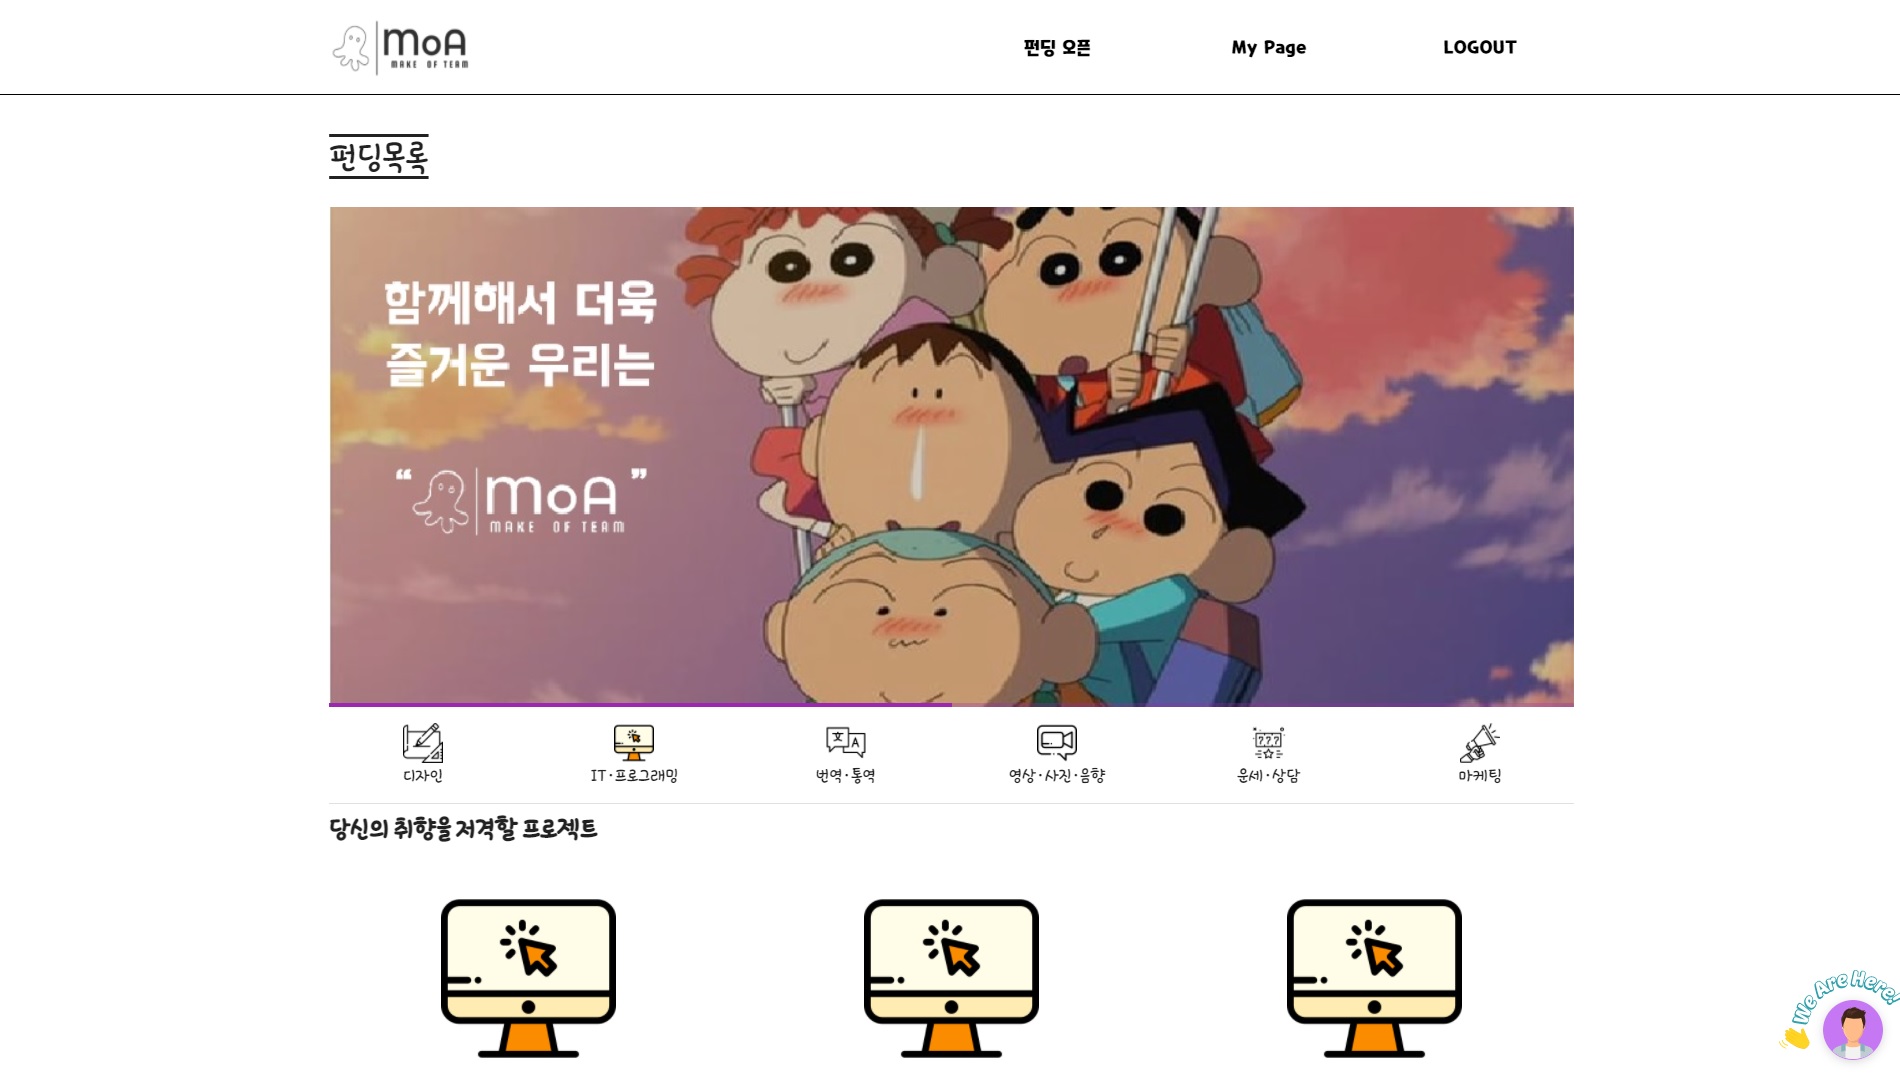 MoA
MAKE OF TEAM
펀딩 오픈
My Page
LOGOUT
펀딩목록
함께해서 더욱
즐거운 우리는
“ MoA ”
MAKE OF TEAM
디자인
IT·프로그래밍
번역·통역
영상·사진·음향
운세·상담
마케팅
文 A
777
당신의 취향을 저격할 프로젝트
We Are Here!